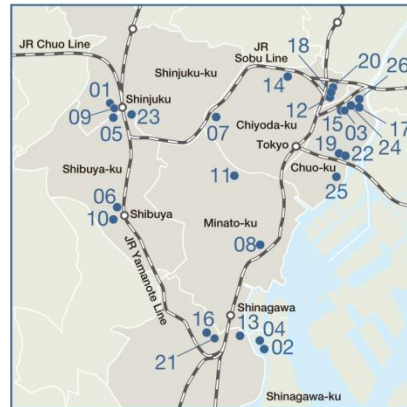 JR Chuo Line
JR
Sobu Line
18
20
26
Shinjuku-ku
14
01
Shinjuku
12
09
23
07
Chiyoda-ku
15
03
17
05
Tokyo
19
22
24
Shibuya-ku
11
Chuo-ku
25
06
10
Shibuya
Minato-ku
08
JR Yamanote Line
Shinagawa
16
13
04
21
02
Shinagawa-ku